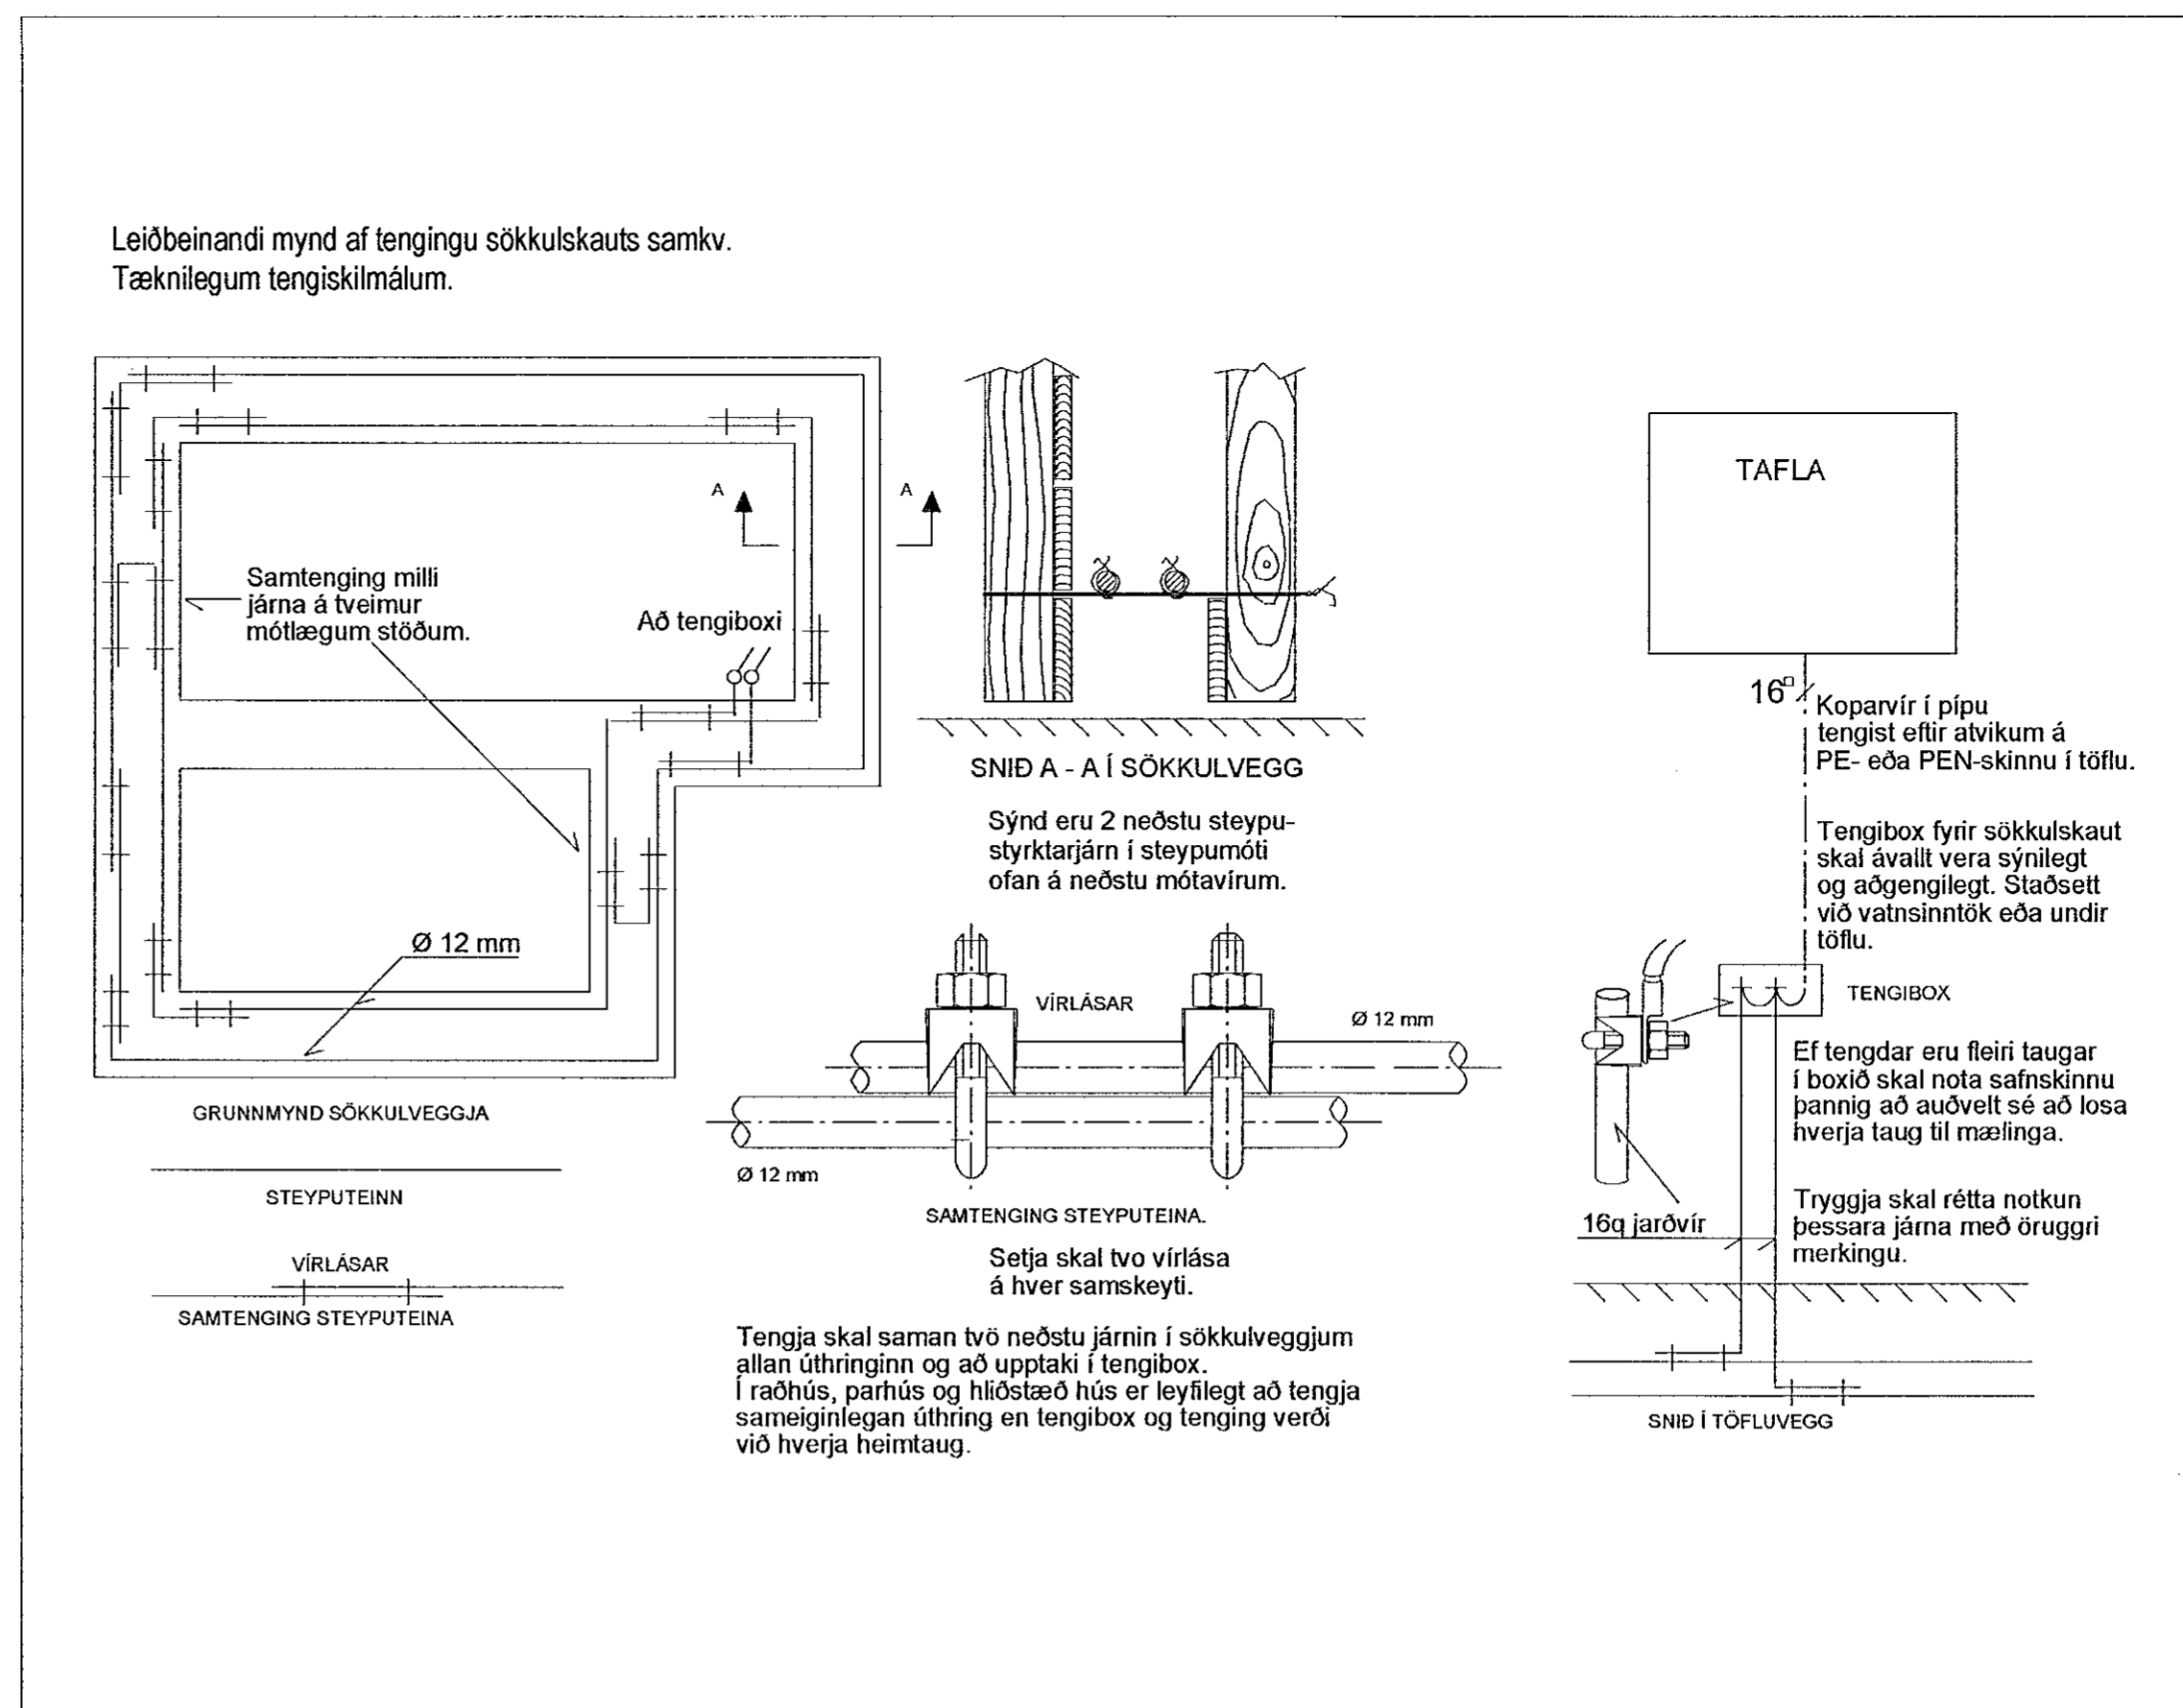 Leiðbeinandi mynd af tengingu sökkulskauts samkv.
Tæknilegum tengiskilmálum.
Samtenging milli
járna á tveimur
mótlægum stöðum.
A
A
Að tengiboxi
Ø 12 mm
GRUNNMYND SÖKKULVEGGJA
STEYPUTEINN
VÍRLÁSAR
SAMTENGING STEYPUTEINA
SNIÐ A - A Í SÖKKULVEGG
Sýnd eru 2 neðstu steypu-
styrktarjárn í steypumóti
ofan á neðstu mótavírum.
VÍRLÁSAR
Ø 12 mm
Ø 12 mm
SAMTENGING STEYPUTEINA.
Setja skal tvo vírlása
á hver samskeyti.
Tengja skal saman tvö neðstu járnin í sökkulveggjum
allan úthringinn og að upptaki í tengibox.
Í raðhús, parhús og hliðstæð hús er leyfilegt að tengja
sameiginlegan úthring en tengibox og tenging verði
við hverja heimtaug.
TAFLA
16□
Koparvír í pípu
tengist eftir atvikum á
PE- eða PEN-skinnu í töflu.
Tengibox fyrir sökkulskaut
skal ávallt vera sýnilegt
og aðgengilegt. Staðsett
við vatnsinntök eða undir
töflu.
TENGIBOX
Ef tengdar eru fleiri taugar
í boxið skal nota safnskinnu
þannig að auðvelt sé að losa
hverja taug til mælinga.
Tryggja skal rétta notkun
þessara járna með öruggri
merkingu.
16q jarðvír
SNIÐ Í TÖFLUVEGG